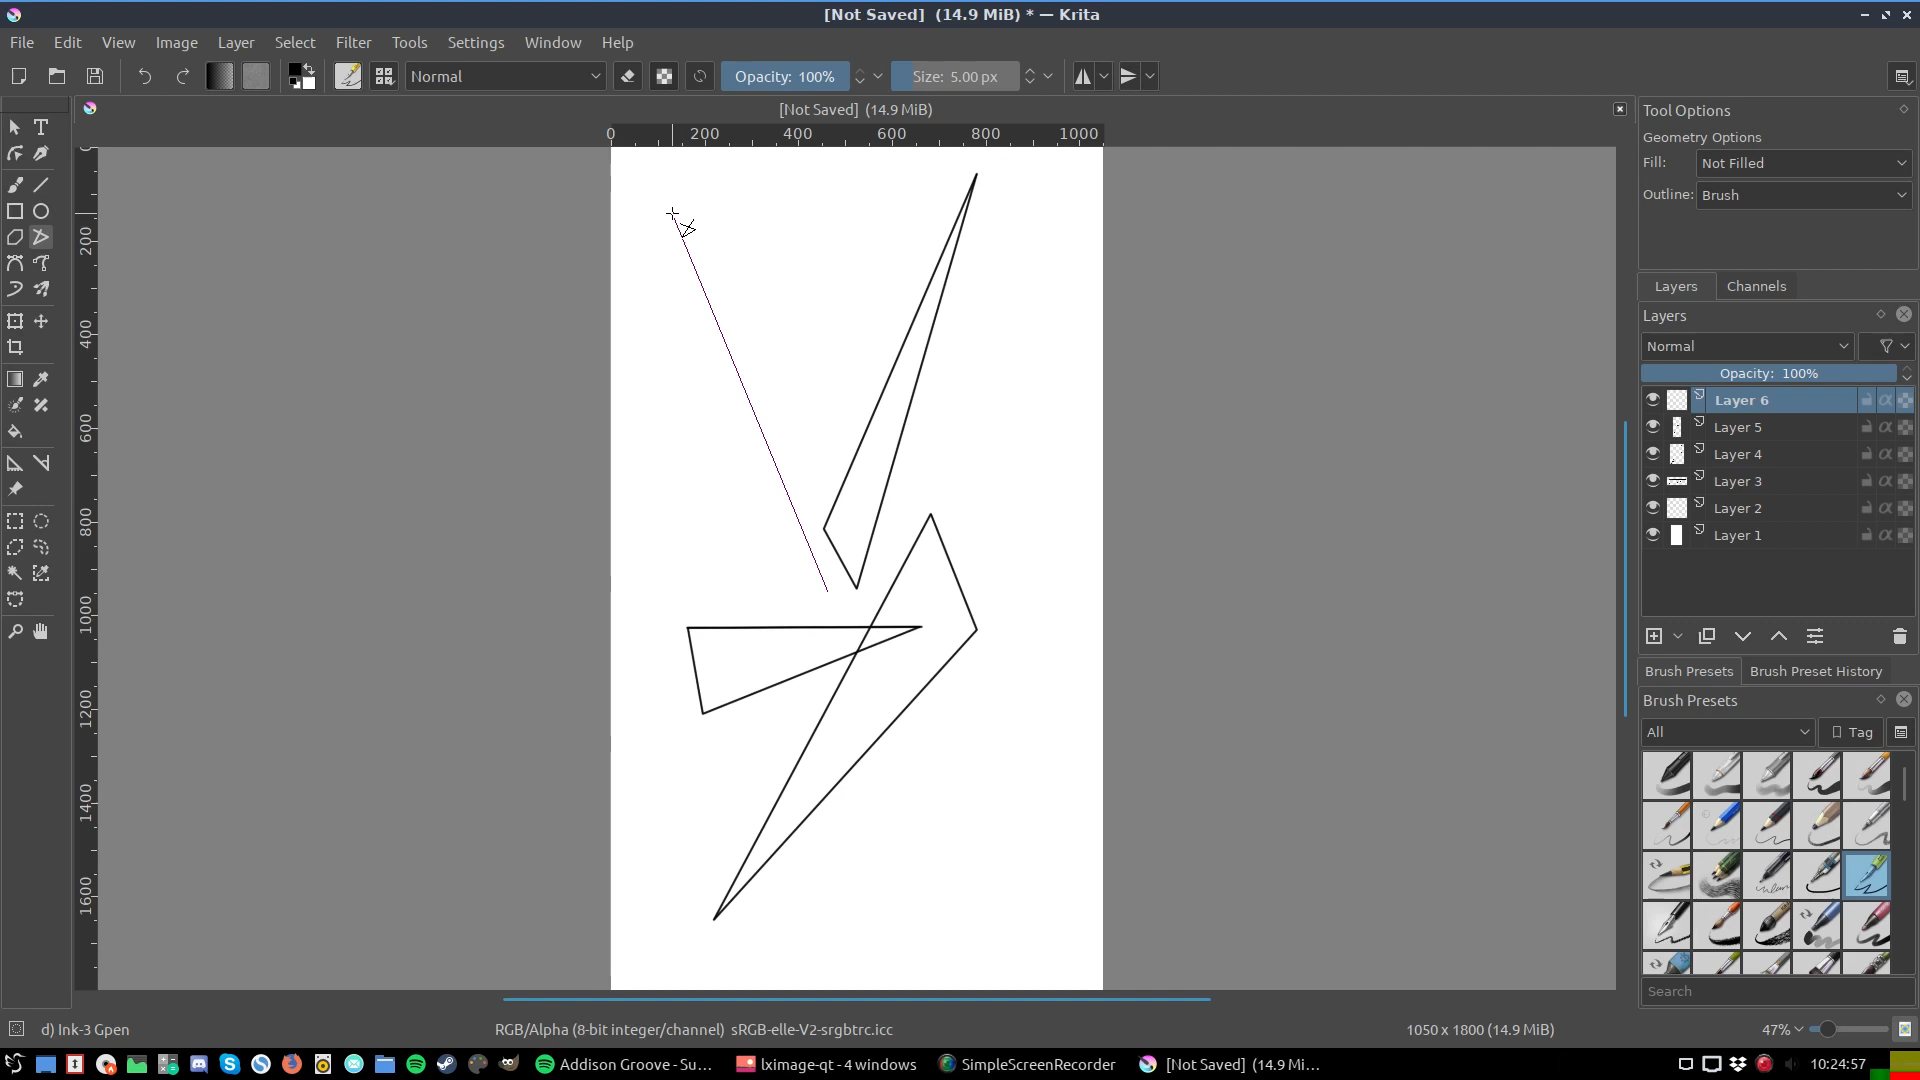 [Not Saved] (14.9 MiB) * — Krita
File Edit View Image Layer Select Filter Tools Settings Window Help
Normal Opacity: 100% Size: 5.00 px
[Not Saved] (14.9 MiB)
0 200 400 600 800 1000
0
200
400
600
800
1000
1200
1400
1600
Tool Options
Geometry Options
Fill: Not Filled
Outline: Brush
Layers Channels
Layers
Normal
Opacity: 100%
Layer 6
Layer 5
Layer 4
Layer 3
Layer 2
Layer 1
Brush Presets Brush Preset History
Brush Presets
All Tag
Search
d) Ink-3 Gpen RGB/Alpha (8-bit integer/channel) sRGB-elle-V2-srgbtrc.icc 1050 x 1800 (14.9 MiB) 47%
Addison Groove - Su... lximage-qt - 4 windows SimpleScreenRecorder [Not Saved] (14.9 Mi... 10:24:57